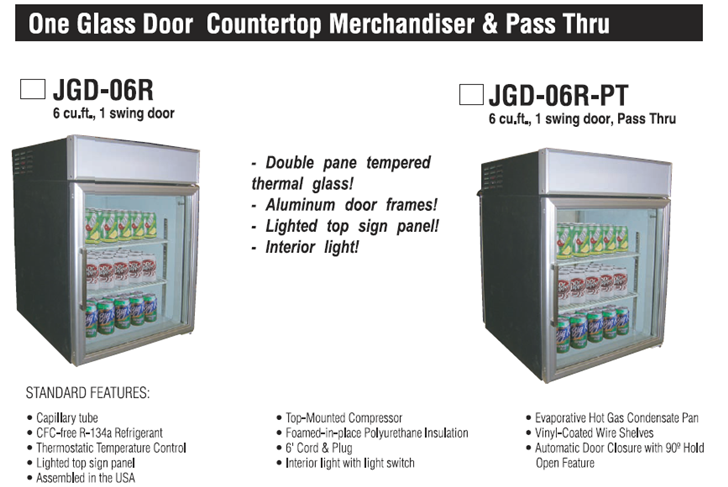 One Glass Door Countertop Merchandiser & Pass Thru
JGD-06R
6 cu.ft., 1 swing door
JGD-06R-PT
6 cu.ft., 1 swing door, Pass Thru
- Double pane tempered
thermal glass!
- Aluminum door frames!
- Lighted top sign panel!
- Interior light!
STANDARD FEATURES:
• Capillary tube
• CFC-free R-134a Refrigerant
• Thermostatic Temperature Control
• Lighted top sign panel
• Assembled in the USA
• Top-Mounted Compressor
• Foamed-in-place Polyurethane Insulation
• 6' Cord & Plug
• Interior light with light switch
• Evaporative Hot Gas Condensate Pan
• Vinyl-Coated Wire Shelves
• Automatic Door Closure with 90º Hold
Open Feature